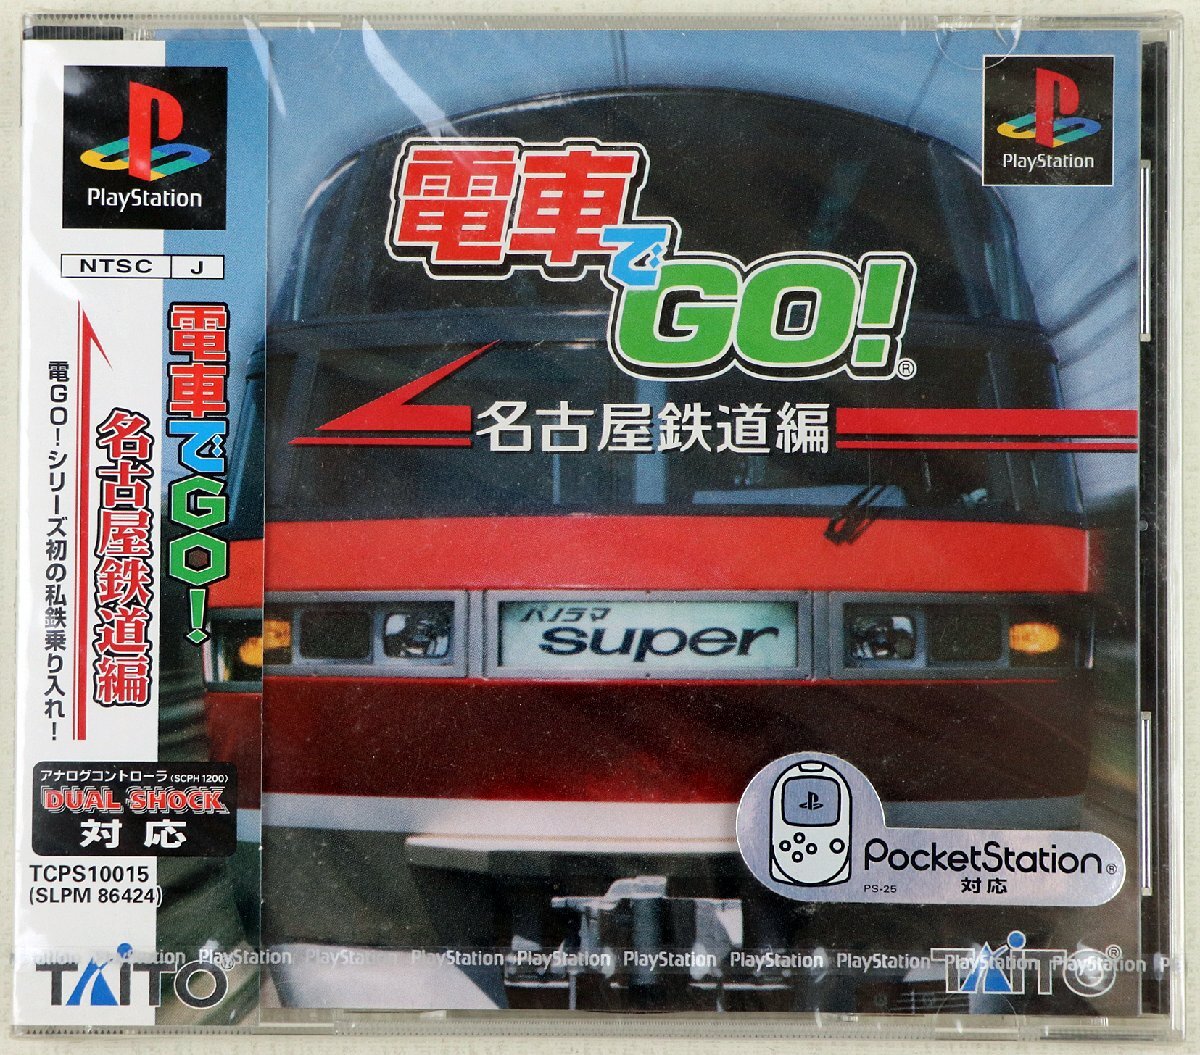 PlayStation
NTSC J
電車でGO!
名古屋鉄道編
電GO!シリーズ初の私鉄乗り入れ!
アナログコントローラ(SCPH1200)
DUAL SHOCK
対応
TCPS10015
(SLPM 86424)
TAITO®
PlayStation
電車でGO!®
名古屋鉄道編
パノラマ
super
PocketStation®
PS-25
対応
TAITO®
PlayStation PlayStation PlayStation PlayStation PlayStation PlayStation PlayStation PlayStation PlayStation PlayStation